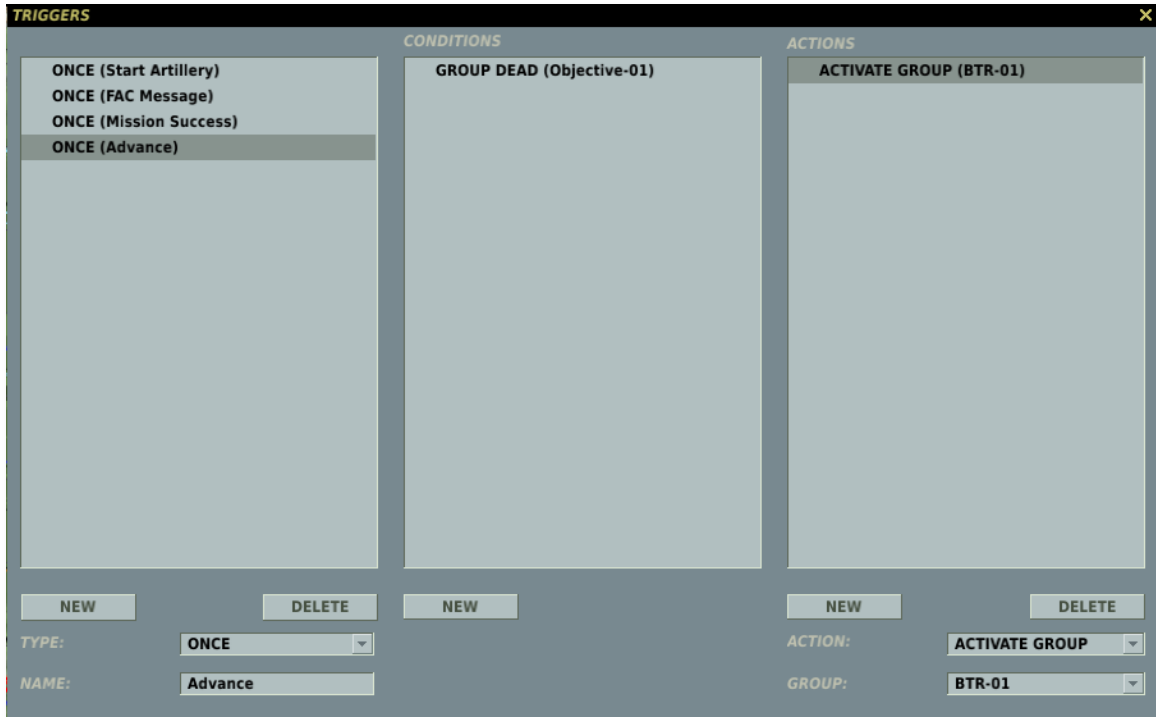 TRIGGERS ×
CONDITIONS
ACTIONS
ONCE (Start Artillery)
ONCE (FAC Message)
ONCE (Mission Success)
ONCE (Advance)
GROUP DEAD (Objective-01)
ACTIVATE GROUP (BTR-01)
NEW DELETE
NEW
NEW DELETE
TYPE: ONCE
NAME: Advance
ACTION: ACTIVATE GROUP
GROUP: BTR-01